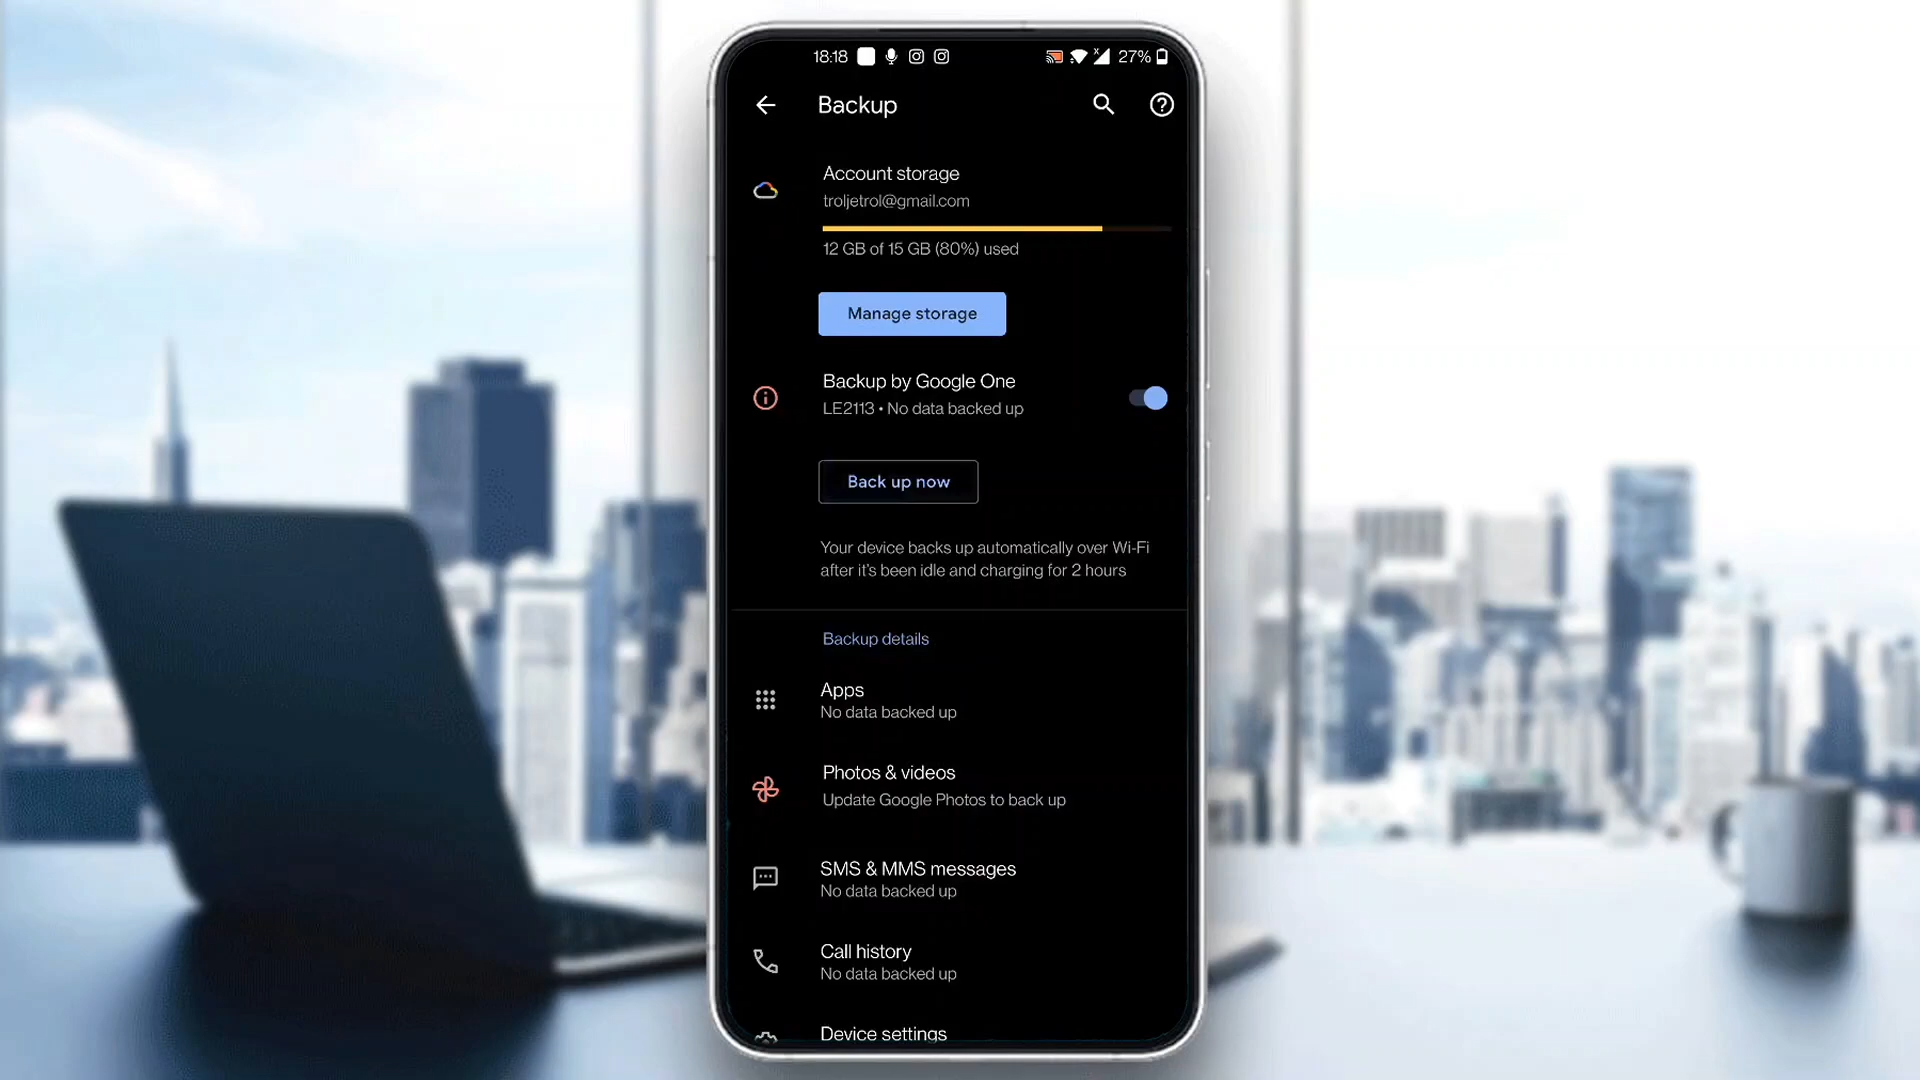 18:18
27%
Backup
Account storage
troljetrol@gmail.com
12 GB of 15 GB (80%) used
Manage storage
Backup by Google One
LE2113 • No data backed up
Back up now
Your device backs up automatically over Wi-Fi
after it's been idle and charging for 2 hours
Backup details
Apps
No data backed up
Photos & videos
Update Google Photos to back up
SMS & MMS messages
No data backed up
Call history
No data backed up
Device settings